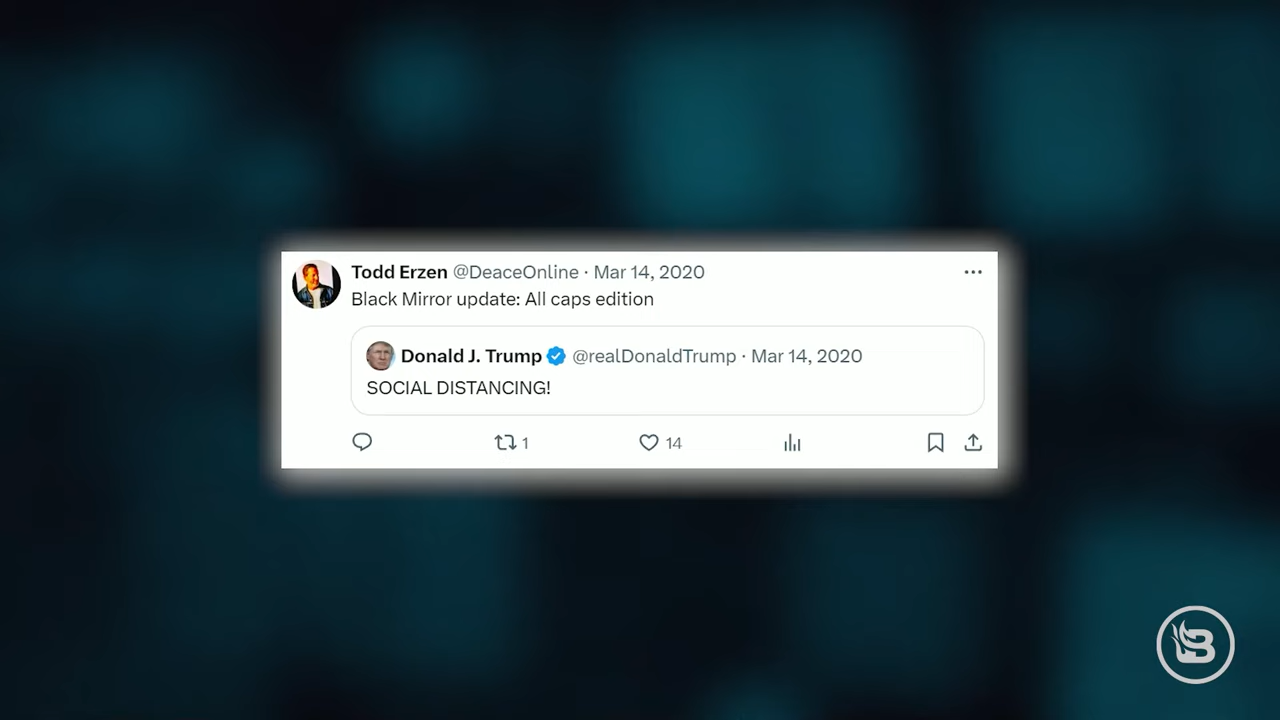 Todd Erzen @DeaceOnline · Mar 14, 2020
Black Mirror update: All caps edition
Donald J. Trump @realDonaldTrump · Mar 14, 2020
SOCIAL DISTANCING!
1 14
B